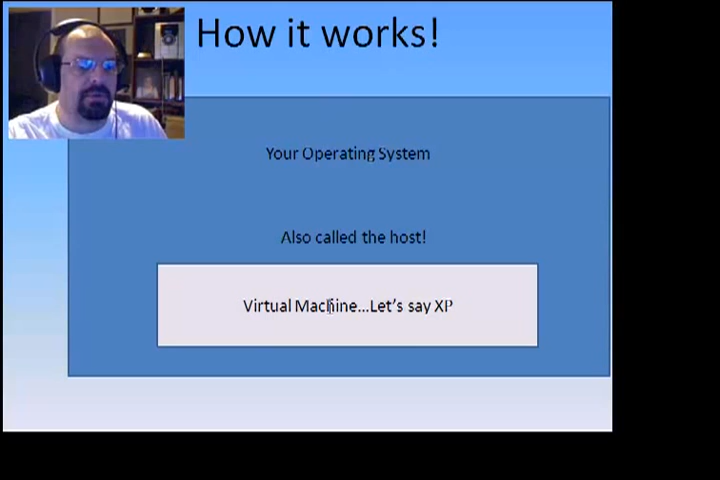 How it works!
Your Operating System
Also called the host!
Virtual Machine...Let's say XP